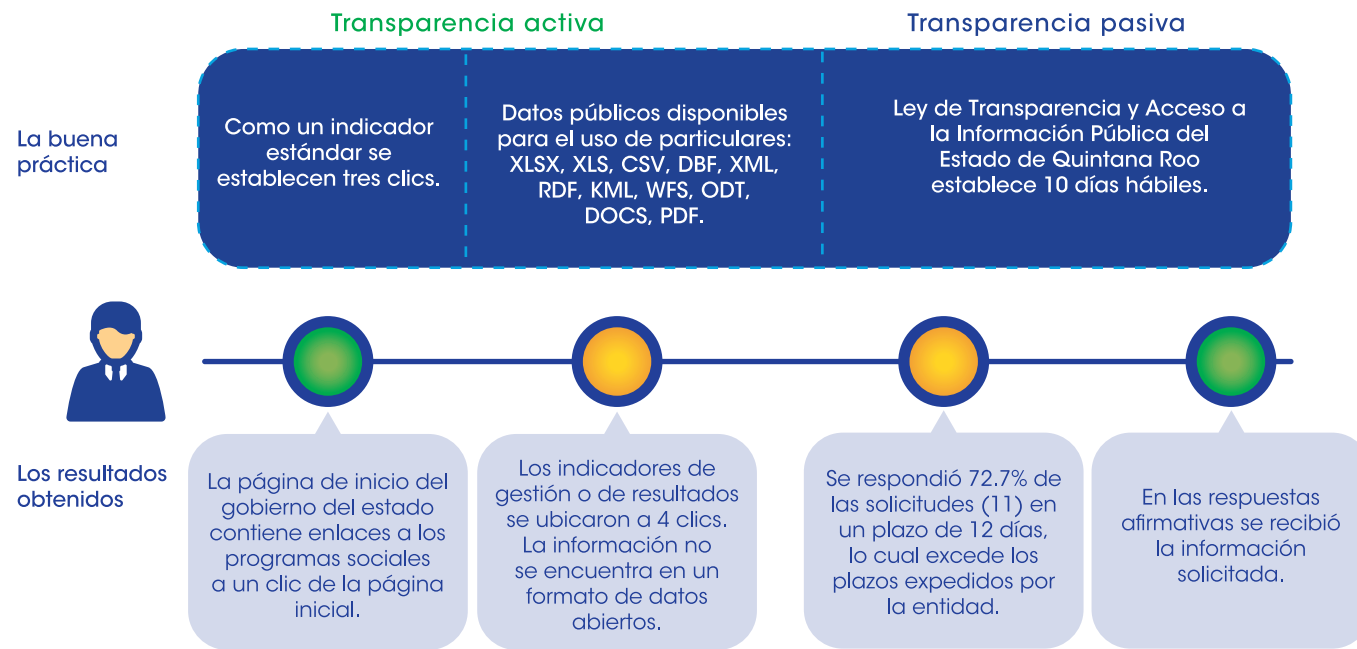 Transparencia activa
Transparencia pasiva
La buena
práctica
Como un indicador
estándar se
establecen tres clics.
Datos públicos disponibles
para el uso de particulares:
XLSX, XLS, CSV, DBF, XML,
RDF, KML, WFS, ODT,
DOCS, PDF.
Ley de Transparencia y Acceso a
la Información Pública del
Estado de Quintana Roo
establece 10 días hábiles.
Los resultados
obtenidos
La página de inicio del
gobierno del estado
contiene enlaces a los
programas sociales
a un clic de la página
inicial.
Los indicadores de
gestión o de resultados
se ubicaron a 4 clics.
La información no
se encuentra en un
formato de datos
abiertos.
Se respondió 72.7% de
las solicitudes (11) en
un plazo de 12 días,
lo cual excede los
plazos expedidos por
la entidad.
En las respuestas
afirmativas se recibió
la información
solicitada.